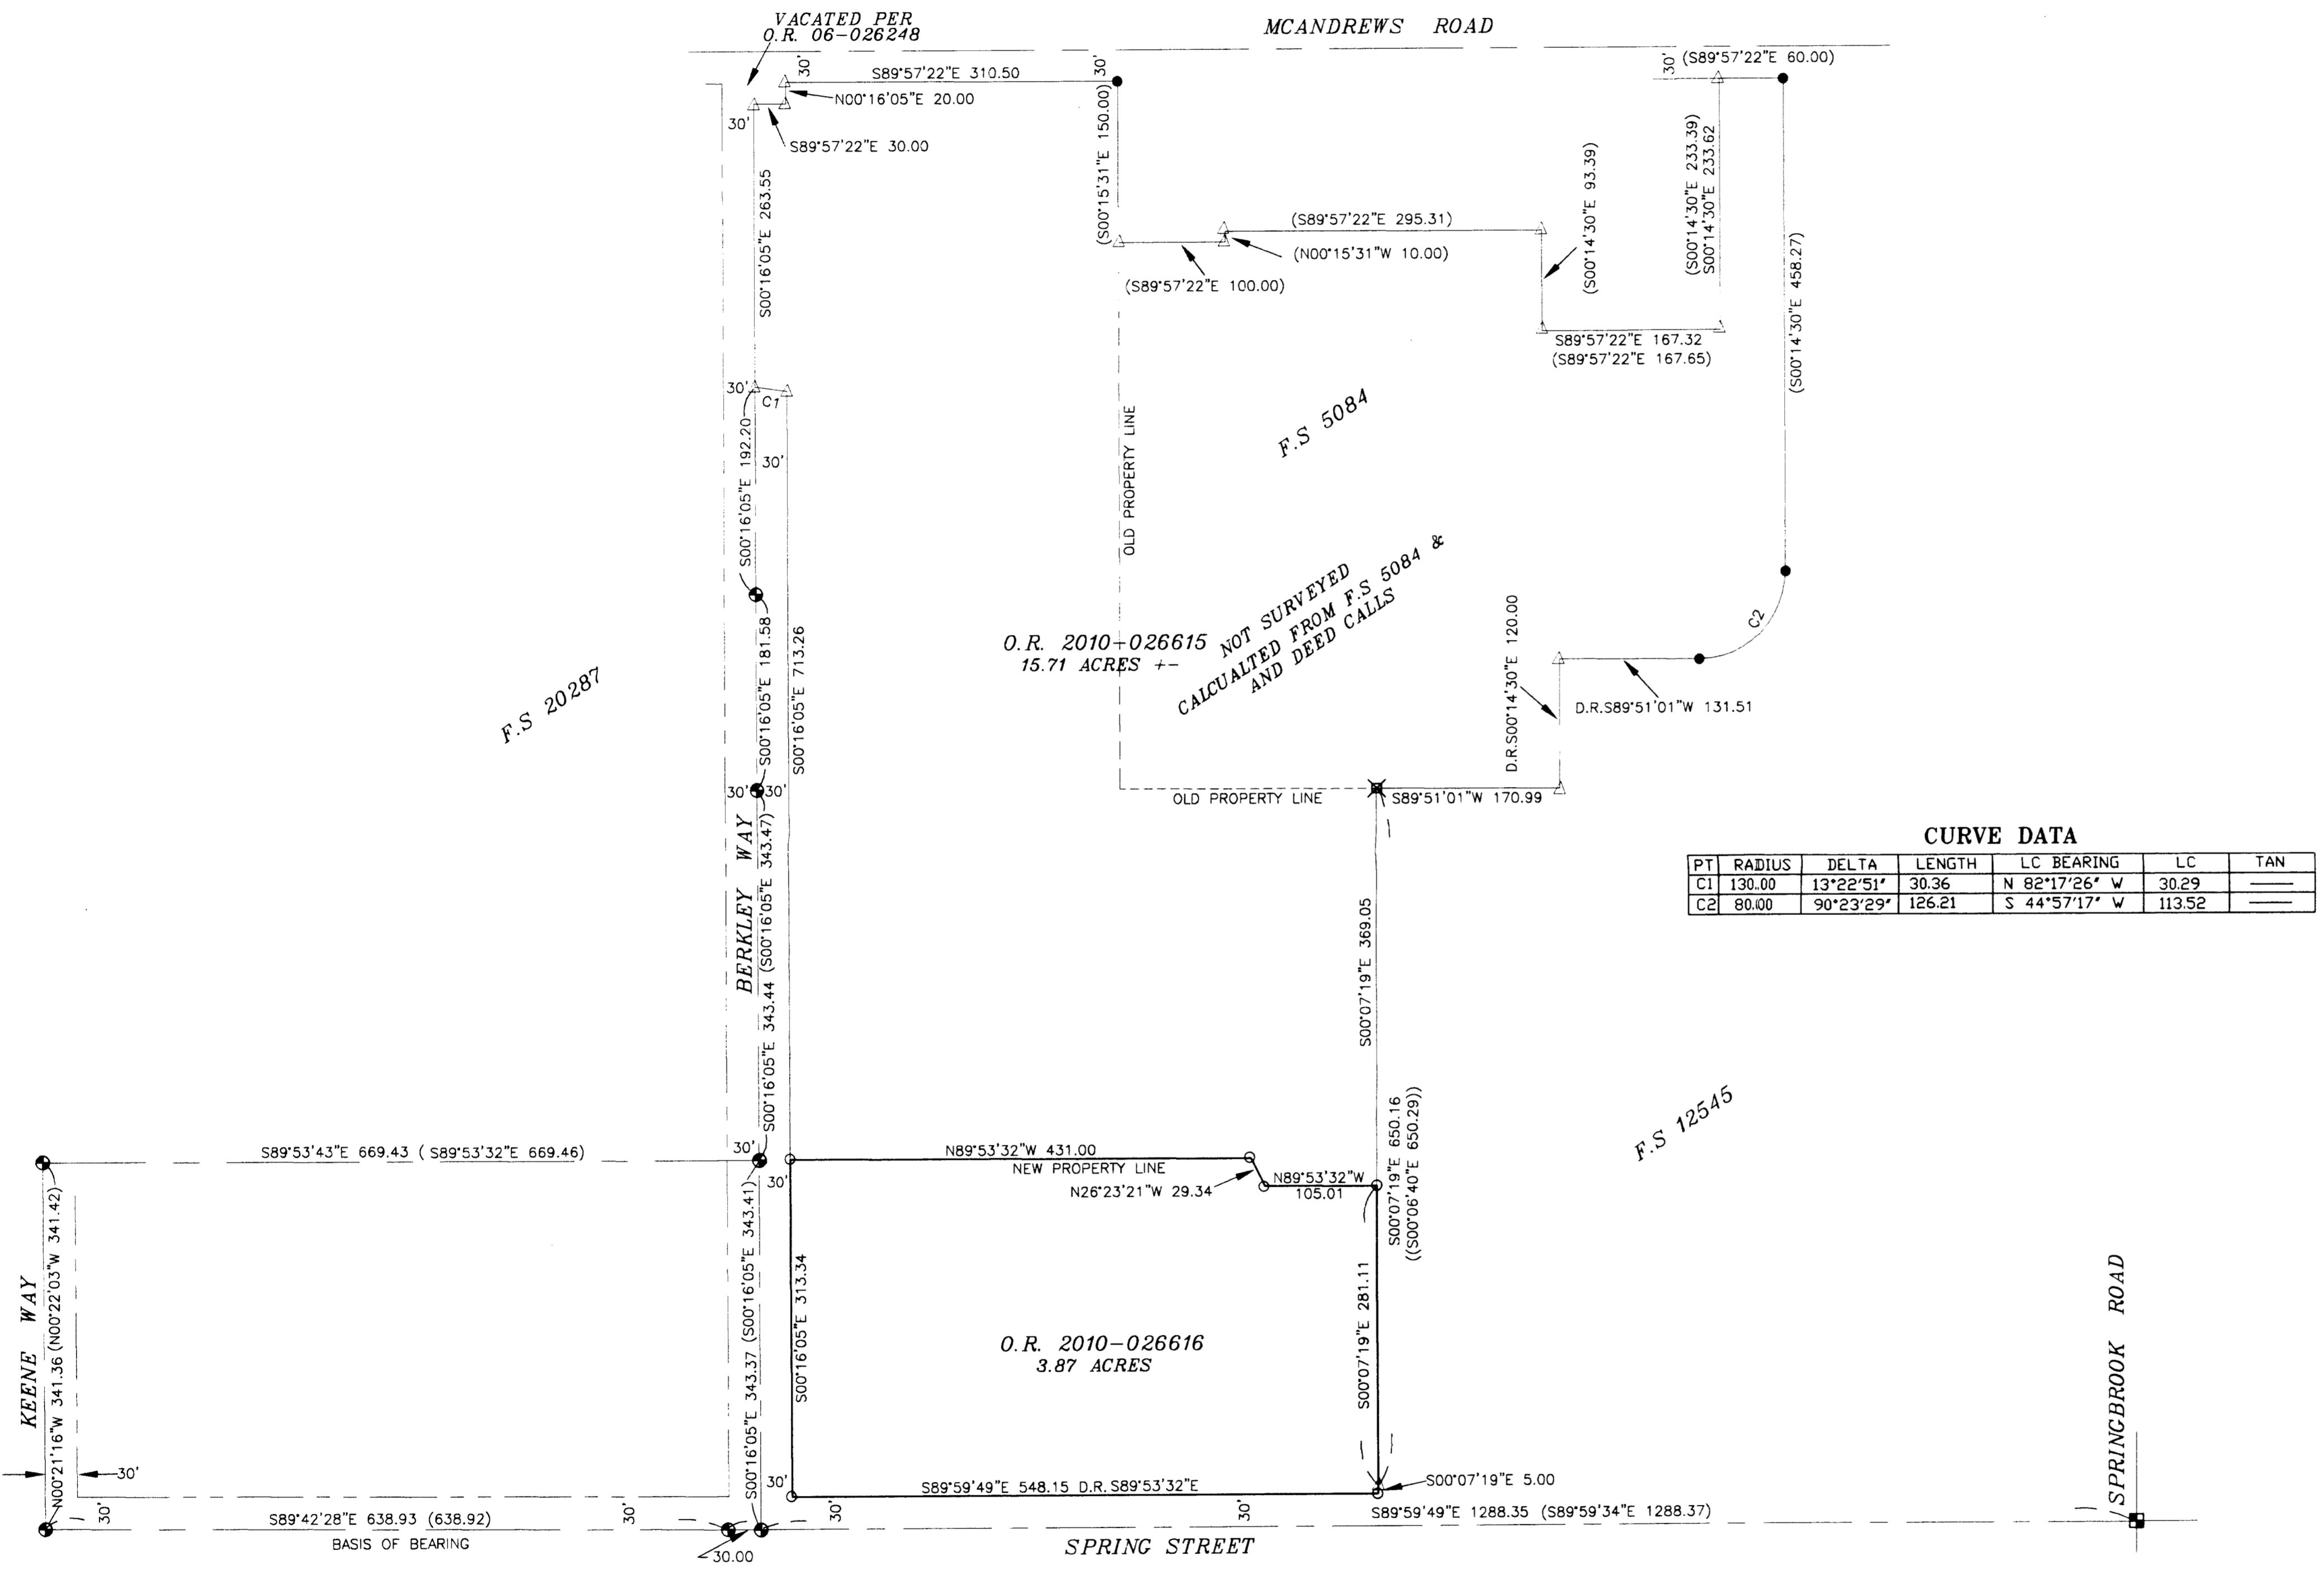 VACATED PER
O.R. 06-026248
MCANDREWS ROAD
30'
S89°57'22"E 310.50
30'
30'
(S89°57'22"E 60.00)
N00°16'05"E 20.00
30'
S89°57'22"E 30.00
(S00°15'31"E 150.00)
S00°16'05"E 263.55
(S89°57'22"E 295.31)
(N00°15'31"W 10.00)
(S89°57'22"E 100.00)
(S00°14'30"E 93.39)
(S00°14'30"E 233.39)
S00°14'30"E 233.62
(S00°14'30"E 458.27)
S89°57'22"E 167.32
(S89°57'22"E 167.65)
30'
C1
S00°16'05"E 192.20
30'
OLD PROPERTY LINE
F.S 5084
S00°16'05"E 181.58
S00°16'05"E 713.26
F.S 20287
O.R. 2010-026615
15.71 ACRES +-
NOT SURVEYED
CALCUALTED FROM F.S 5084 &
AND DEED CALLS
C2
D.R.S00°14'30"E 120.00
D.R.S89°51'01"W 131.51
30'
30'
OLD PROPERTY LINE
S89°51'01"W 170.99
BERKLEY WAY
S00°16'05"E 343.44 (S00°16'05"E 343.47)
CURVE DATA
PT RADIUS DELTA LENGTH LC BEARING LC TAN
C1 130.00 13°22'51" 30.36 N 82°17'26" W 30.29
C2 80.00 90°23'29" 126.21 S 44°57'17" W 113.52
S00°07'19"E 369.05
S00°07'19"E 650.16
((S00°06'40"E 650.29))
F.S 12545
S89°53'43"E 669.43 ( S89°53'32"E 669.46)
30'
30'
N89°53'32"W 431.00
NEW PROPERTY LINE
N26°23'21"W 29.34
N89°53'32"W
105.01
KEENE WAY
N00°21'16"W 341.36 (N00°22'03"W 341.42)
30'
S00°16'05"E 343.37 (S00°16'05"E 343.41)
S00°16'05"E 313.34
O.R. 2010-026616
3.87 ACRES
S00°07'19"E 281.11
SPRINGBROOK ROAD
30'
S89°59'49"E 548.15 D.R.S89°53'32"E
S00°07'19"E 5.00
30'
S89°42'28"E 638.93 (638.92)
BASIS OF BEARING
30'
30.00
30'
30'
SPRING STREET
S89°59'49"E 1288.35 (S89°59'34"E 1288.37)